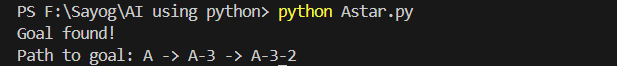 PS F:\Sayog\AI using python> python Astar.py
Goal found!
Path to goal: A -> A-3 -> A-3-2